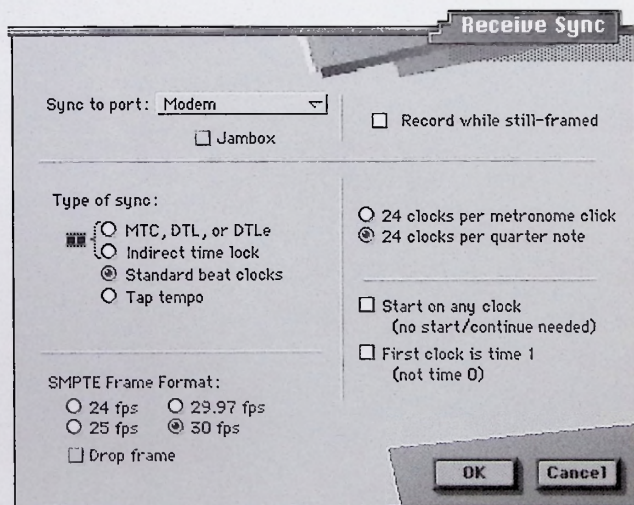 Receive Sync
Sync to port: Modem
Jambox
Record while still-framed
Type of sync:
MTC, DTL, or DTLe
Indirect time lock
Standard beat clocks
Tap tempo
24 clocks per metronome click
24 clocks per quarter note
Start on any clock
(no start/continue needed)
First clock is time 1
(not time 0)
SMPTE Frame Format:
24 fps
29.97 fps
25 fps
30 fps
Drop frame
OK
Cancel